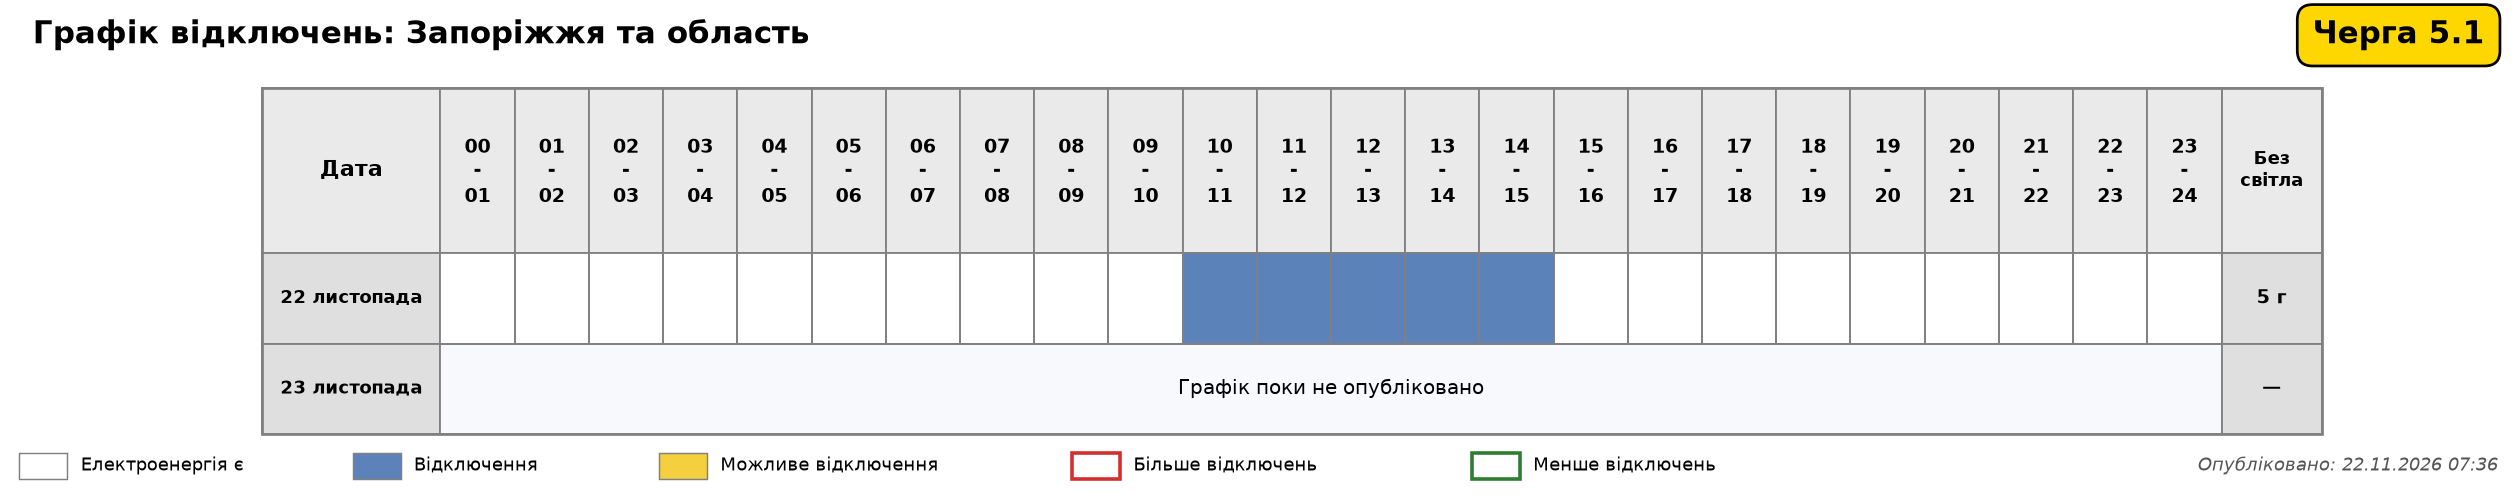 Графік відключень: Запоріжжя та область
Черга 5.1
Дата
00 - 01
01 - 02
02 - 03
03 - 04
04 - 05
05 - 06
06 - 07
07 - 08
08 - 09
09 - 10
10 - 11
11 - 12
12 - 13
13 - 14
14 - 15
15 - 16
16 - 17
17 - 18
18 - 19
19 - 20
20 - 21
21 - 22
22 - 23
23 - 24
Без
світла
22 листопада
5 г
23 листопада
Графік поки не опубліковано
—
Електроенергія є
Відключення
Можливе відключення
Більше відключень
Менше відключень
Опубліковано: 22.11.2026 07:36